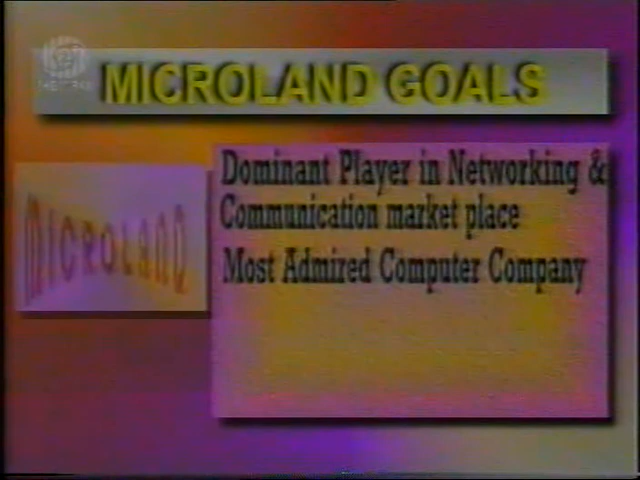 MICROLAND GOALS
MICROLAND
Dominant Player in Networking &
Communication market place
Most Admired Computer Company